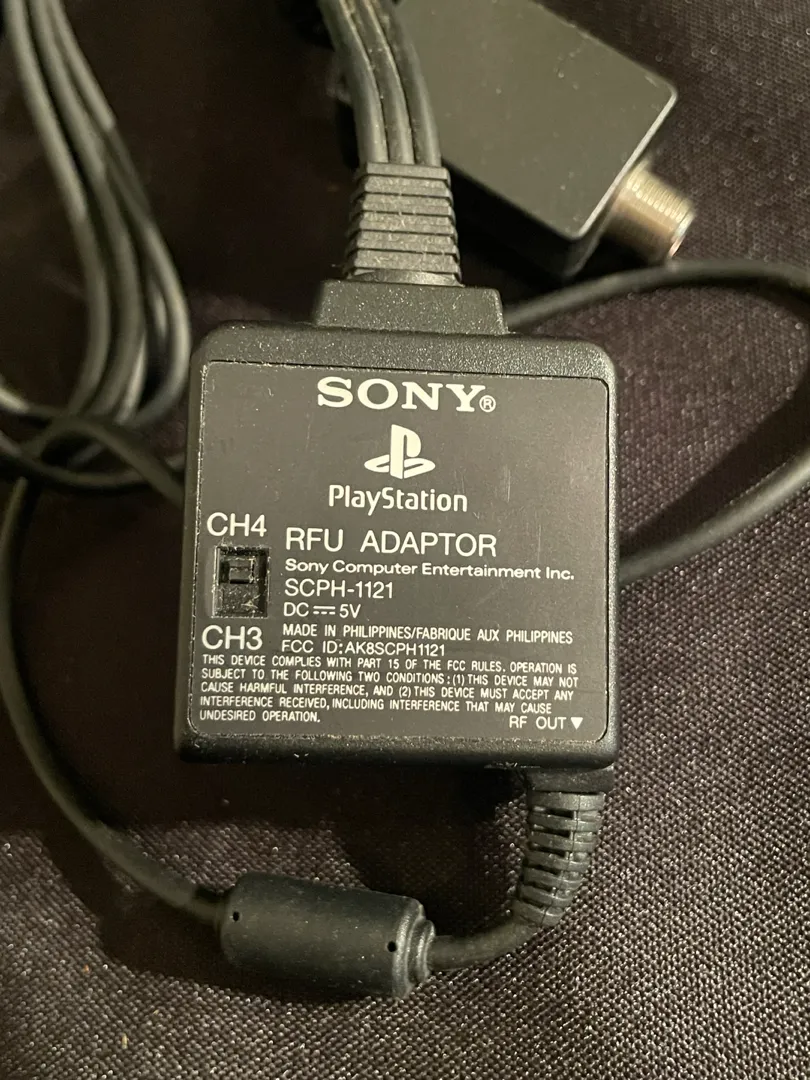 SONY®
PlayStation
CH4
RFU ADAPTOR
Sony Computer Entertainment Inc.
SCPH-1121
DC ⎓ 5V
CH3
MADE IN PHILIPPINES/FABRIQUE AUX PHILIPPINES
FCC ID:AK8SCPH1121
THIS DEVICE COMPLIES WITH PART 15 OF THE FCC RULES. OPERATION IS
SUBJECT TO THE FOLLOWING TWO CONDITIONS:(1) THIS DEVICE MAY NOT
CAUSE HARMFUL INTERFERENCE, AND (2) THIS DEVICE MUST ACCEPT ANY
INTERFERENCE RECEIVED, INCLUDING INTERFERENCE THAT MAY CAUSE
UNDESIRED OPERATION.
RF OUT▼